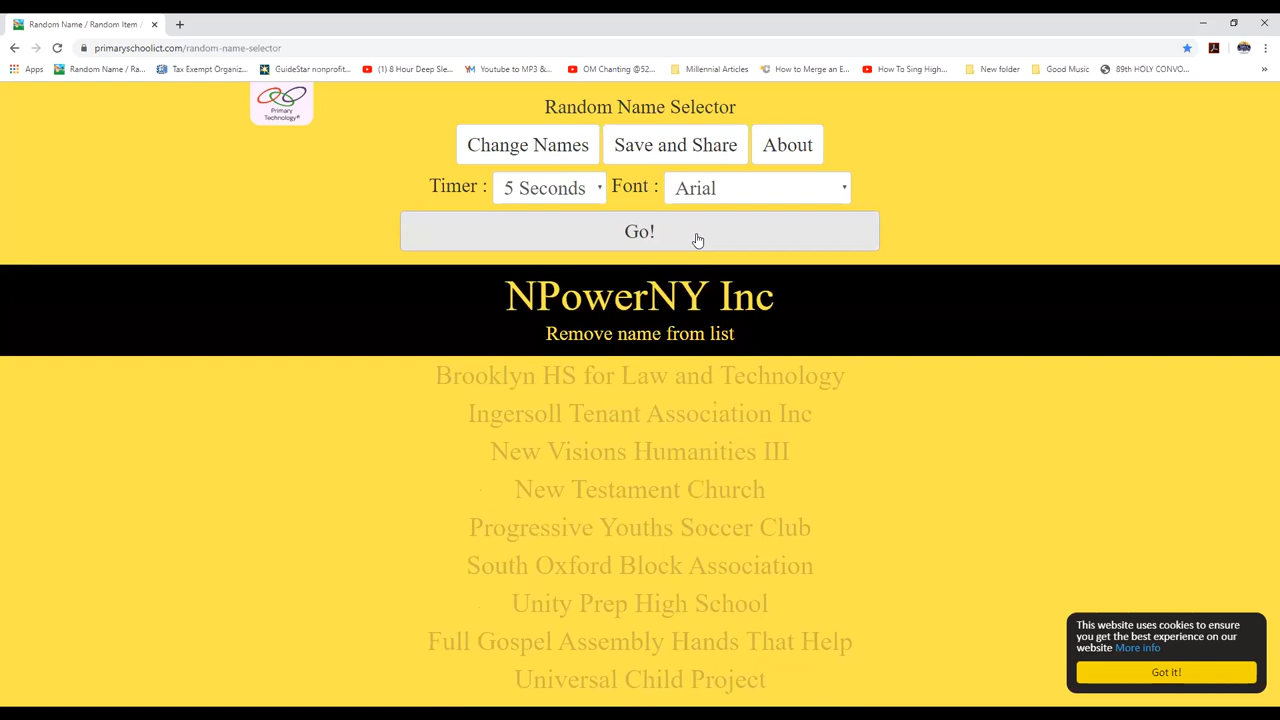 Random Name / Random Item /
primaryschoolict.com/random-name-selector
Apps
Random Name / Ra...
Tax Exempt Organiz...
GuideStar nonprofit...
(1) 8 Hour Deep Sle...
Youtube to MP3 &...
OM Chanting @52...
Millennial Articles
How to Merge an E...
How To Sing High...
New folder
Good Music
89th HOLY CONVO...
»
Primary
Technology®
Random Name Selector
Change Names
Save and Share
About
Timer : 5 Seconds Font : Arial
Go!
NPowerNY Inc
Remove name from list
Brooklyn HS for Law and Technology
Ingersoll Tenant Association Inc
New Visions Humanities III
New Testament Church
Progressive Youths Soccer Club
South Oxford Block Association
Unity Prep High School
Full Gospel Assembly Hands That Help
Universal Child Project
This website uses cookies to ensure
you get the best experience on our
website More info
Got it!